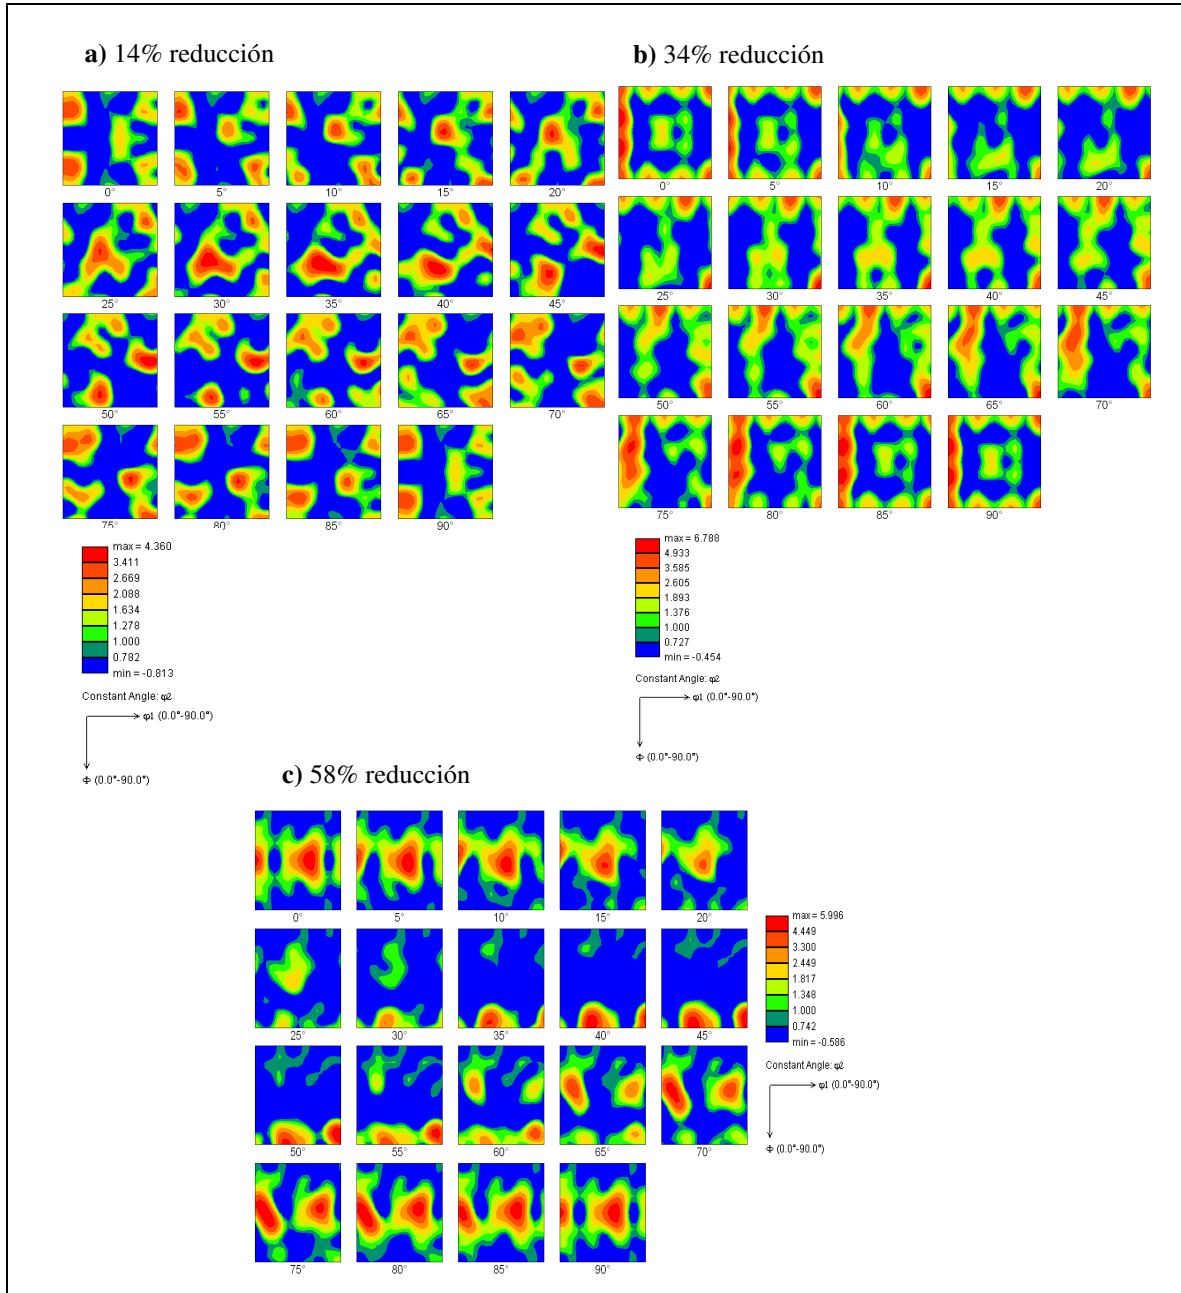 a) 14% reducción
0° 5° 10° 15° 20°
25° 30° 35° 40° 45°
50° 55° 60° 65° 70°
75° 80° 85° 90°
max = 4.360
3.411
2.669
2.088
1.634
1.278
1.000
0.782
min = -0.813
Constant Angle: φ2
φ1 (0.0°-90.0°)
Φ (0.0°-90.0°)
b) 34% reducción
0° 5° 10° 15° 20°
25° 30° 35° 40° 45°
50° 55° 60° 65° 70°
75° 80° 85° 90°
max = 6.788
4.933
3.585
2.605
1.893
1.376
1.000
0.727
min = -0.454
Constant Angle: φ2
φ1 (0.0°-90.0°)
Φ (0.0°-90.0°)
c) 58% reducción
0° 5° 10° 15° 20°
25° 30° 35° 40° 45°
50° 55° 60° 65° 70°
75° 80° 85° 90°
max = 5.996
4.449
3.300
2.449
1.817
1.348
1.000
0.742
min = -0.586
Constant Angle: φ2
φ1 (0.0°-90.0°)
Φ (0.0°-90.0°)